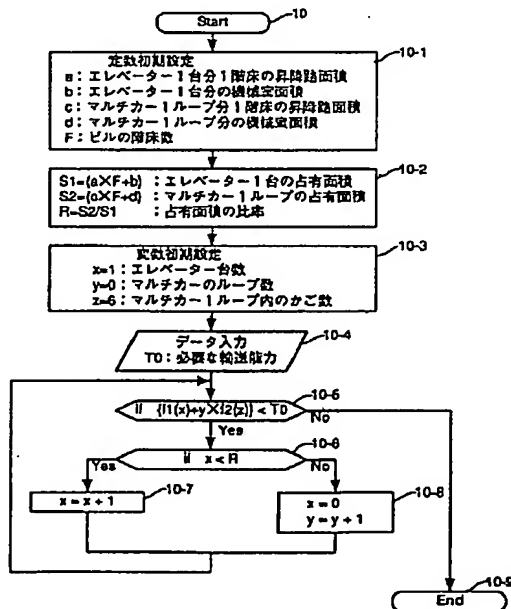 Start
10
定数初期設定
10-1
a：エレベーター1台分1階床の昇降路面積
b：エレベーター1台分の機械室面積
c：マルチカー1ループ分1階床の昇降路面積
d：マルチカー1ループ分の機械室面積
F：ビルの階床数
10-2
S1=(a×F+b) ：エレベーター1台の占有面積
S2=(c×F+d) ：マルチカー1ループの占有面積
R=S2/S1 ：占有面積の比率
10-3
変数初期設定
x=1：エレベーター台数
y=0：マルチカーのループ数
z=6：マルチカー1ループ内のかご数
10-4
データ入力
T0：必要な輸送能力
10-5
if {f1(x)+y×f2(z)} < T0
No
Yes
10-6
if x < R
Yes
No
10-7
x = x + 1
10-8
x = 0
y = y + 1
10-9
End